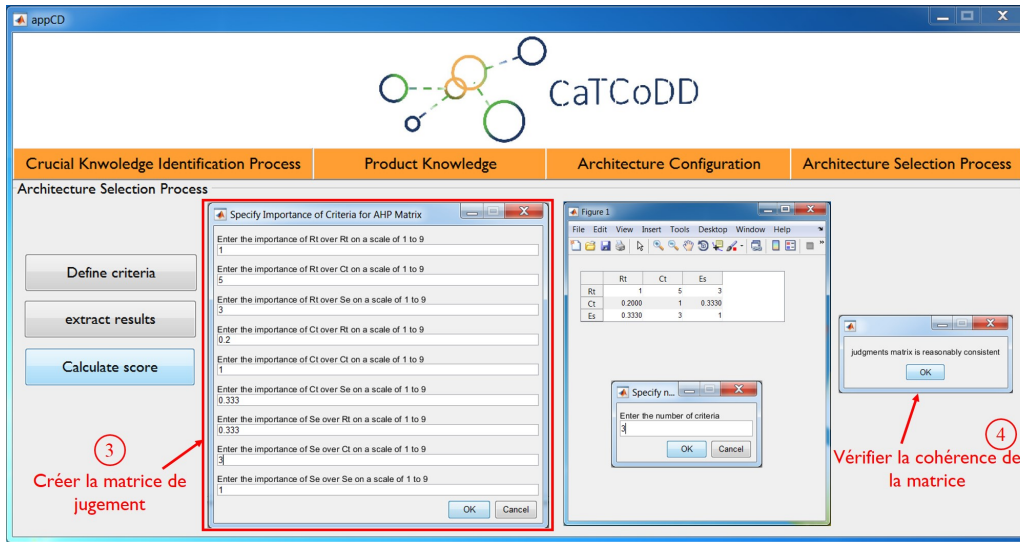 appCD
CaTCoDD
Crucial Knwoledge Identification Process
Product Knowledge
Architecture Configuration
Architecture Selection Process
Architecture Selection Process
Define criteria
extract results
Calculate score
Specify Importance of Criteria for AHP Matrix
Enter the importance of Rt over Rt on a scale of 1 to 9
1
Enter the importance of Rt over Ct on a scale of 1 to 9
5
Enter the importance of Rt over Se on a scale of 1 to 9
3
Enter the importance of Ct over Rt on a scale of 1 to 9
0.2
Enter the importance of Ct over Ct on a scale of 1 to 9
1
Enter the importance of Ct over Se on a scale of 1 to 9
0.333
Enter the importance of Se over Rt on a scale of 1 to 9
0.333
Enter the importance of Se over Ct on a scale of 1 to 9
3
Enter the importance of Se over Se on a scale of 1 to 9
1
OK Cancel
3
Créer la matrice de
jugement
Figure 1
File Edit View Insert Tools Desktop Window Help
Rt Ct Es
Rt 1 5 3
Ct 0.2000 1 0.3330
Es 0.3330 3 1
Specify n...
Enter the number of criteria
3
OK Cancel
judgments matrix is reasonably consistent
OK
4
Vérifier la cohérence de
la matrice